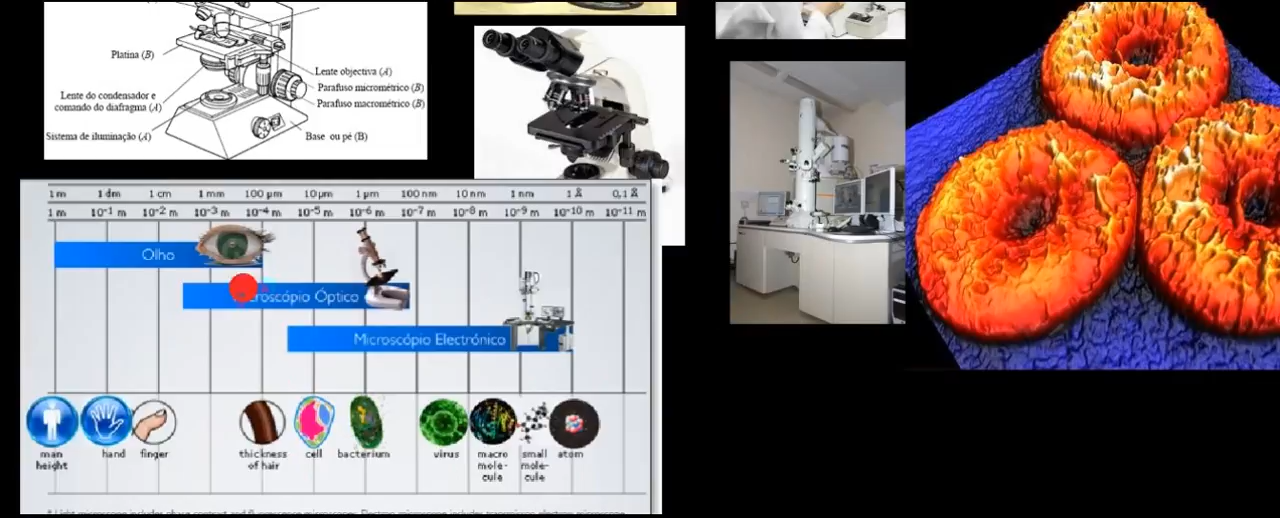 Platina (B)
Lente do condensador e
comando do diafragma (A)
Sistema de iluminação (A)
Lente objectiva (A)
Parafuso micrométrico (B)
Parafuso macrométrico (B)
Base ou pé (B)
1 m 1 dm 1 cm 1 mm 100 µm 10 µm 1 µm 100 nm 10 nm 1 nm 1 Å 0,1 Å
1 m 10⁻¹ m 10⁻² m 10⁻³ m 10⁻⁴ m 10⁻⁵ m 10⁻⁶ m 10⁻⁷ m 10⁻⁸ m 10⁻⁹ m 10⁻¹⁰ m 10⁻¹¹ m
Olho
roscópio Óptico
Microscópio Electrónico
man
height
hand
finger
thickness
of hair
cell
bacterium
virus
macro
mole-
cule
small
mole-
cule
atom